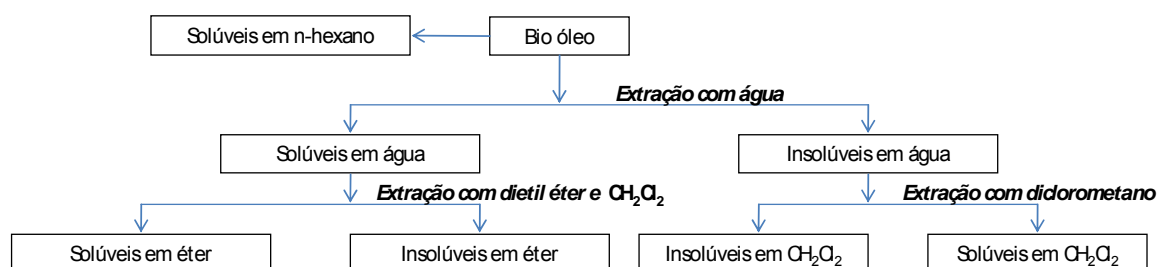 Solúveis em n-hexano
Bio óleo
Extração com água
Solúveis em água
Insolúveis em água
Extração com dietil éter e CH₂Cl₂
Extração com diclorometano
Solúveis em éter
Insolúveis em éter
Insolúveis em CH₂Cl₂
Solúveis em CH₂Cl₂